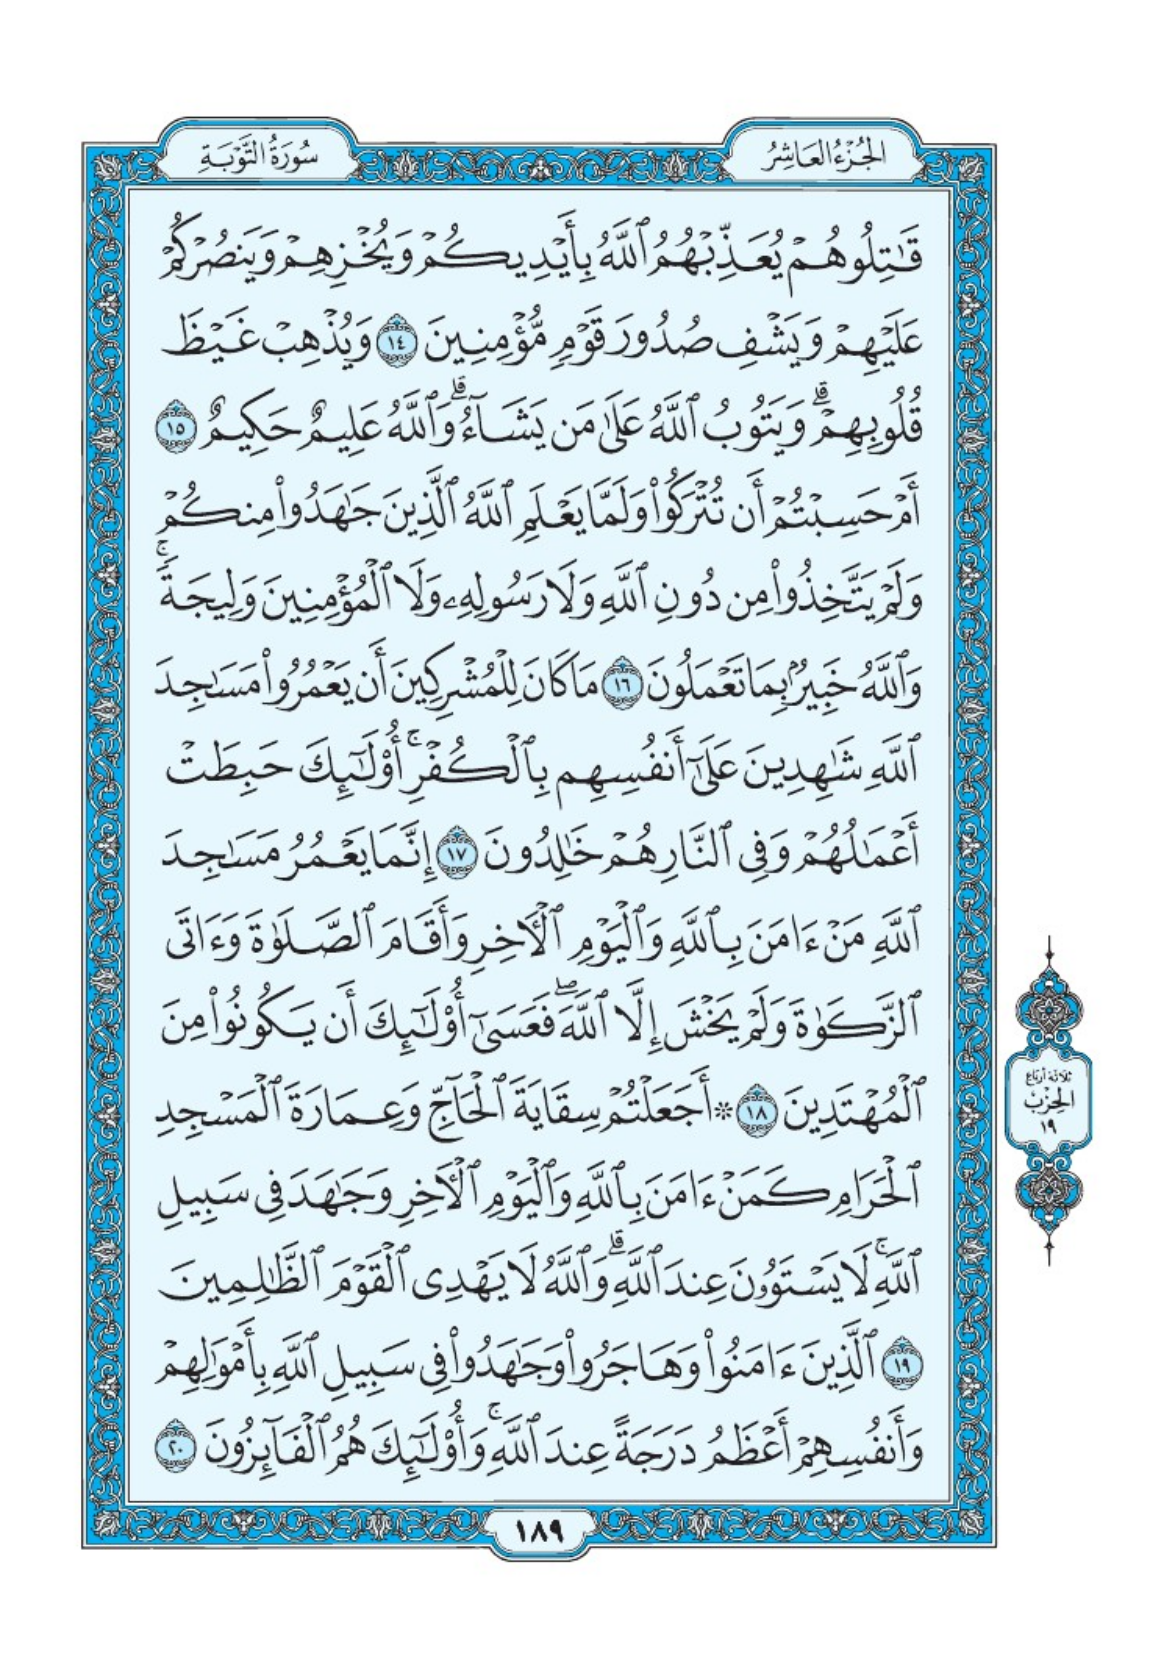 الجُزْءُ العَاشِرُ
سُورَةُ التَّوْبَةِ
قَٰتِلُوهُمْ يُعَذِّبْهُمُ ٱللَّهُ بِأَيْدِيكُمْ وَيُخْزِهِمْ وَيَنصُرْكُمْ
عَلَيْهِمْ وَيَشْفِ صُدُورَ قَوْمٍ مُّؤْمِنِينَ ١٤ وَيُذْهِبْ غَيْظَ
قُلُوبِهِمْ ۗ وَيَتُوبُ ٱللَّهُ عَلَىٰ مَن يَشَآءُ ۗ وَٱللَّهُ عَلِيمٌ حَكِيمٌ ١٥
أَمْ حَسِبْتُمْ أَن تُتْرَكُوا۟ وَلَمَّا يَعْلَمِ ٱللَّهُ ٱلَّذِينَ جَٰهَدُوا۟ مِنكُمْ
وَلَمْ يَتَّخِذُوا۟ مِن دُونِ ٱللَّهِ وَلَا رَسُولِهِۦ وَلَا ٱلْمُؤْمِنِينَ وَلِيجَةً ۚ
وَٱللَّهُ خَبِيرٌۢ بِمَا تَعْمَلُونَ ١٦ مَا كَانَ لِلْمُشْرِكِينَ أَن يَعْمُرُوا۟ مَسَٰجِدَ
ٱللَّهِ شَٰهِدِينَ عَلَىٰٓ أَنفُسِهِم بِٱلْكُفْرِ ۚ أُو۟لَٰٓئِكَ حَبِطَتْ
أَعْمَٰلُهُمْ وَفِى ٱلنَّارِ هُمْ خَٰلِدُونَ ١٧ إِنَّمَا يَعْمُرُ مَسَٰجِدَ
ٱللَّهِ مَنْ ءَامَنَ بِٱللَّهِ وَٱلْيَوْمِ ٱلْـَٔاخِرِ وَأَقَامَ ٱلصَّلَوٰةَ وَءَاتَى
ٱلزَّكَوٰةَ وَلَمْ يَخْشَ إِلَّا ٱللَّهَ ۖ فَعَسَىٰٓ أُو۟لَٰٓئِكَ أَن يَكُونُوا۟ مِنَ
ٱلْمُهْتَدِينَ ١٨ ۞ أَجَعَلْتُمْ سِقَايَةَ ٱلْحَآجِّ وَعِمَارَةَ ٱلْمَسْجِدِ
ٱلْحَرَامِ كَمَنْ ءَامَنَ بِٱللَّهِ وَٱلْيَوْمِ ٱلْـَٔاخِرِ وَجَٰهَدَ فِى سَبِيلِ
ٱللَّهِ ۚ لَا يَسْتَوُۥنَ عِندَ ٱللَّهِ ۗ وَٱللَّهُ لَا يَهْدِى ٱلْقَوْمَ ٱلظَّٰلِمِينَ
١٩ ٱلَّذِينَ ءَامَنُوا۟ وَهَاجَرُوا۟ وَجَٰهَدُوا۟ فِى سَبِيلِ ٱللَّهِ بِأَمْوَٰلِهِمْ
وَأَنفُسِهِمْ أَعْظَمُ دَرَجَةً عِندَ ٱللَّهِ ۚ وَأُو۟لَٰٓئِكَ هُمُ ٱلْفَآئِزُونَ ٢٠
ثلاثة أرباع
الحِزْب
١٩
١٨٩